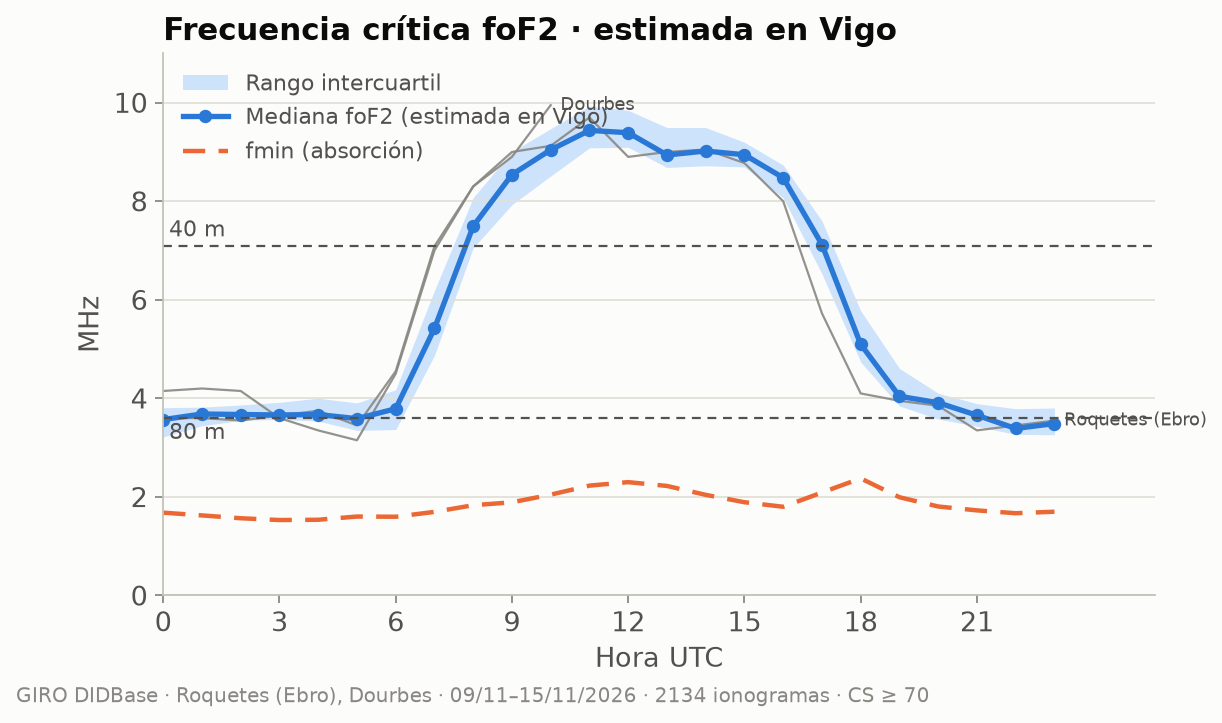 Frecuencia crítica foF2 · estimada en Vigo
Rango intercuartil
Mediana foF2 (estimada en Vigo)
fmin (absorción)
Dourbes
40 m
80 m
Roquetes (Ebro)
MHz
10
8
6
4
2
0
0 3 6 9 12 15 18 21
Hora UTC
GIRO DIDBase · Roquetes (Ebro), Dourbes · 09/11–15/11/2026 · 2134 ionogramas · CS ≥ 70